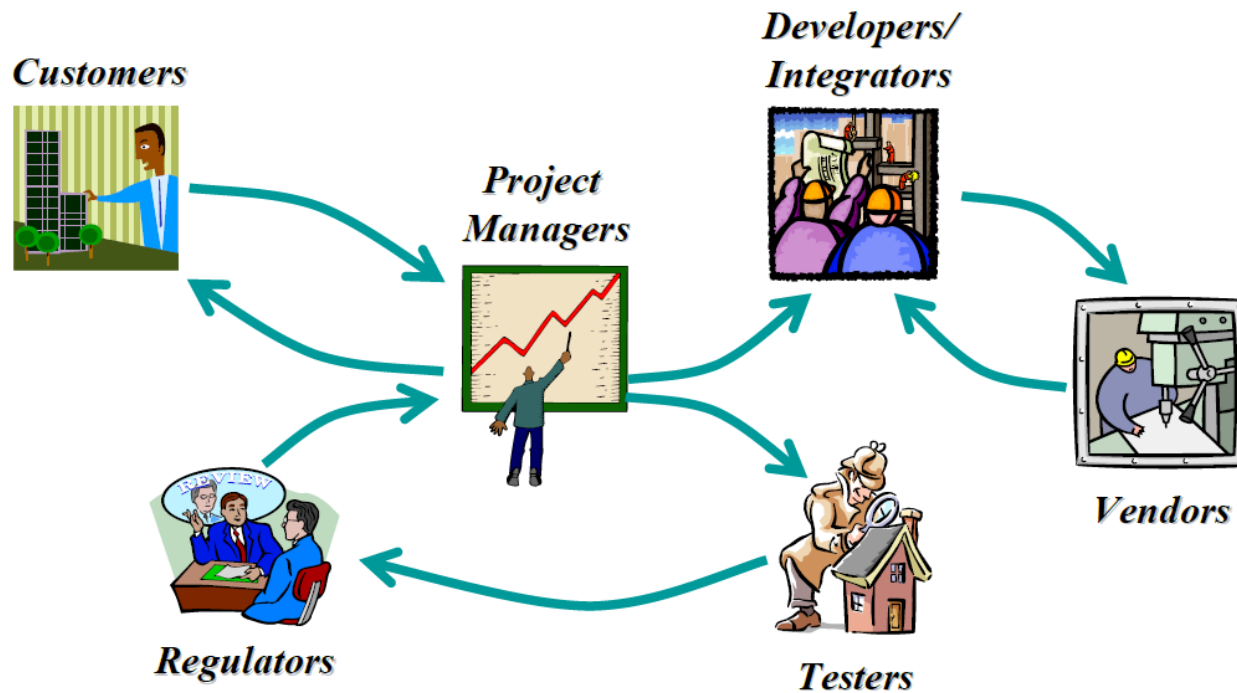 Customers
Developers/
Integrators
Project
Managers
Vendors
REVIEW
Regulators
Testers